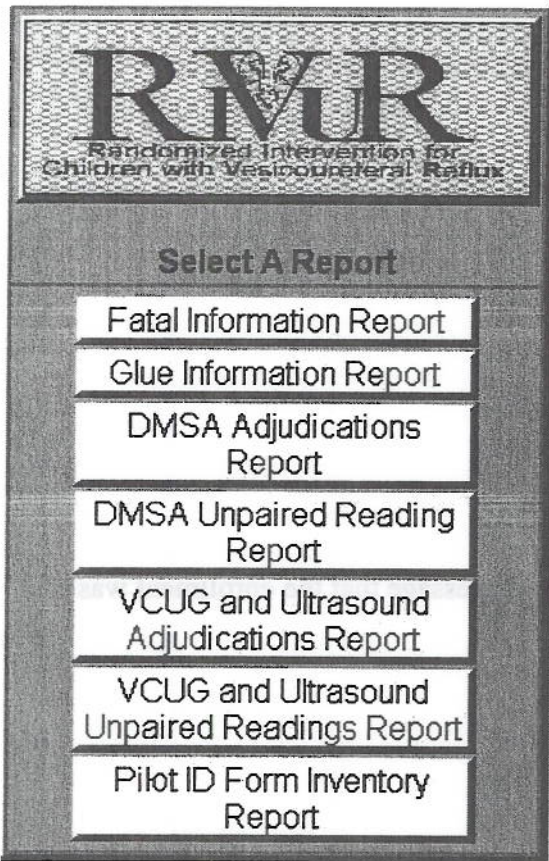 RIVUR
Randomized Intervention for
Children with Vesicoureteral Reflux
Select A Report
Fatal Information Report
Glue Information Report
DMSA Adjudications
Report
DMSA Unpaired Reading
Report
VCUG and Ultrasound
Adjudications Report
VCUG and Ultrasound
Unpaired Readings Report
Pilot ID Form Inventory
Report